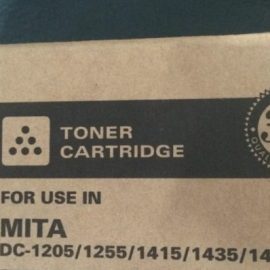 TONER
CARTRIDGE
FOR USE IN
MITA
DC-1205/1255/1415/1435/14